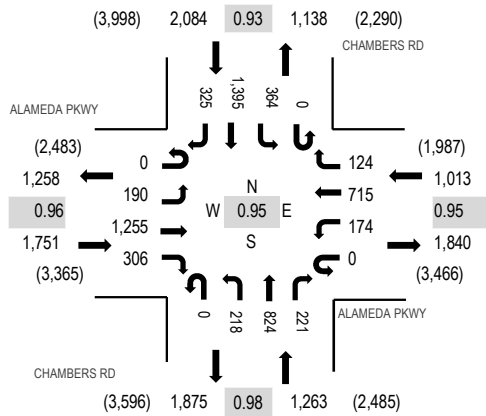 (3,998) 2,084 0.93 1,138 (2,290)
CHAMBERS RD
325 1,395 364 0
ALAMEDA PKWY
(2,483) (1,987)
0 124
1,258 1,013
190 N 715
0.96 W 0.95 E 0.95
1,255 S 174
1,751 1,840
306 0
(3,365) (3,466)
0 218 824 221
ALAMEDA PKWY
CHAMBERS RD
(3,596) 1,875 0.98 1,263 (2,485)